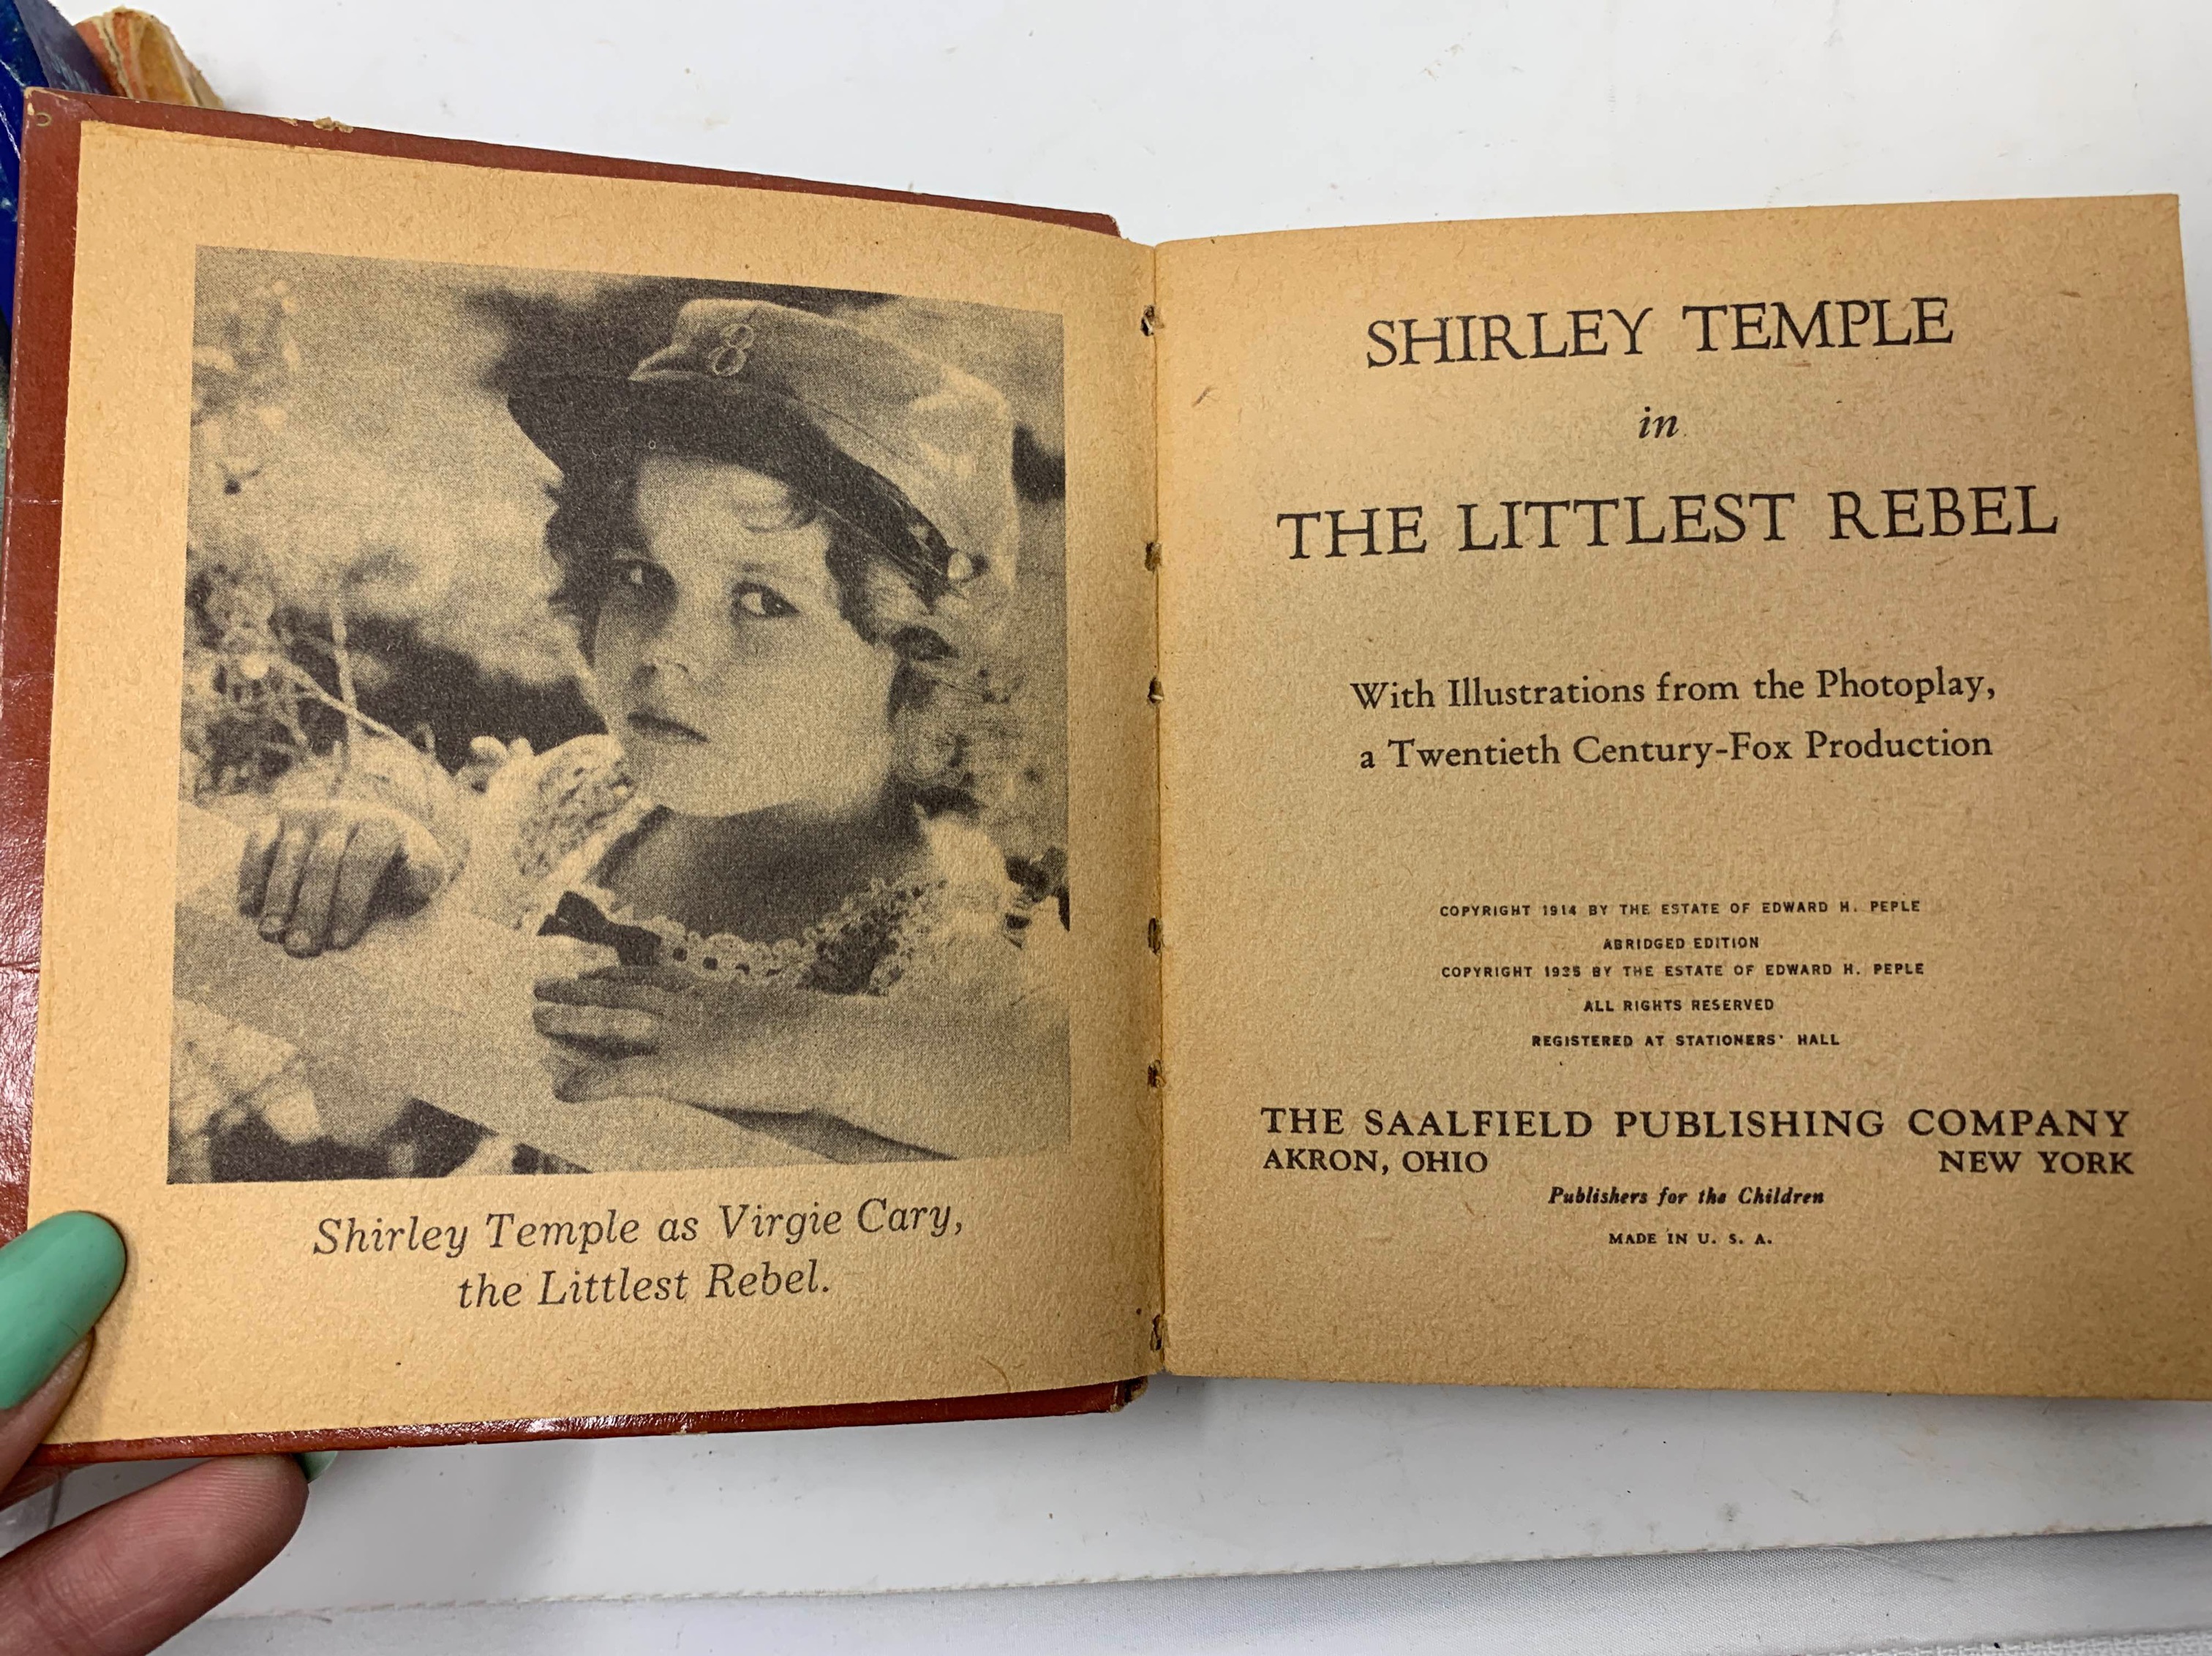 Shirley Temple as Virgie Cary,
the Littlest Rebel.
SHIRLEY TEMPLE
in
THE LITTLEST REBEL
With Illustrations from the Photoplay,
a Twentieth Century-Fox Production
COPYRIGHT 1914 BY THE ESTATE OF EDWARD H. PEPLE
ABRIDGED EDITION
COPYRIGHT 1935 BY THE ESTATE OF EDWARD H. PEPLE
ALL RIGHTS RESERVED
REGISTERED AT STATIONERS' HALL
THE SAALFIELD PUBLISHING COMPANY
AKRON, OHIO NEW YORK
Publishers for the Children
MADE IN U. S. A.
8